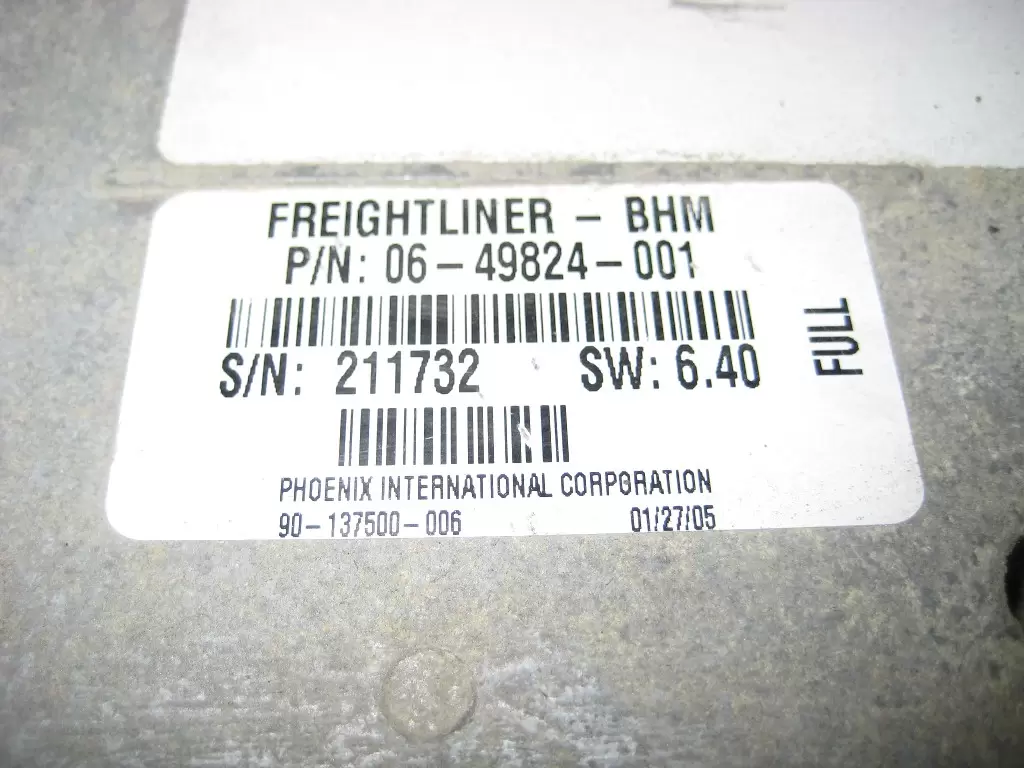 FREIGHTLINER - BHM
P/N: 06-49824-001
S/N: 211732 SW: 6.40
FULL
PHOENIX INTERNATIONAL CORPORATION
90-137500-006 01/27/05